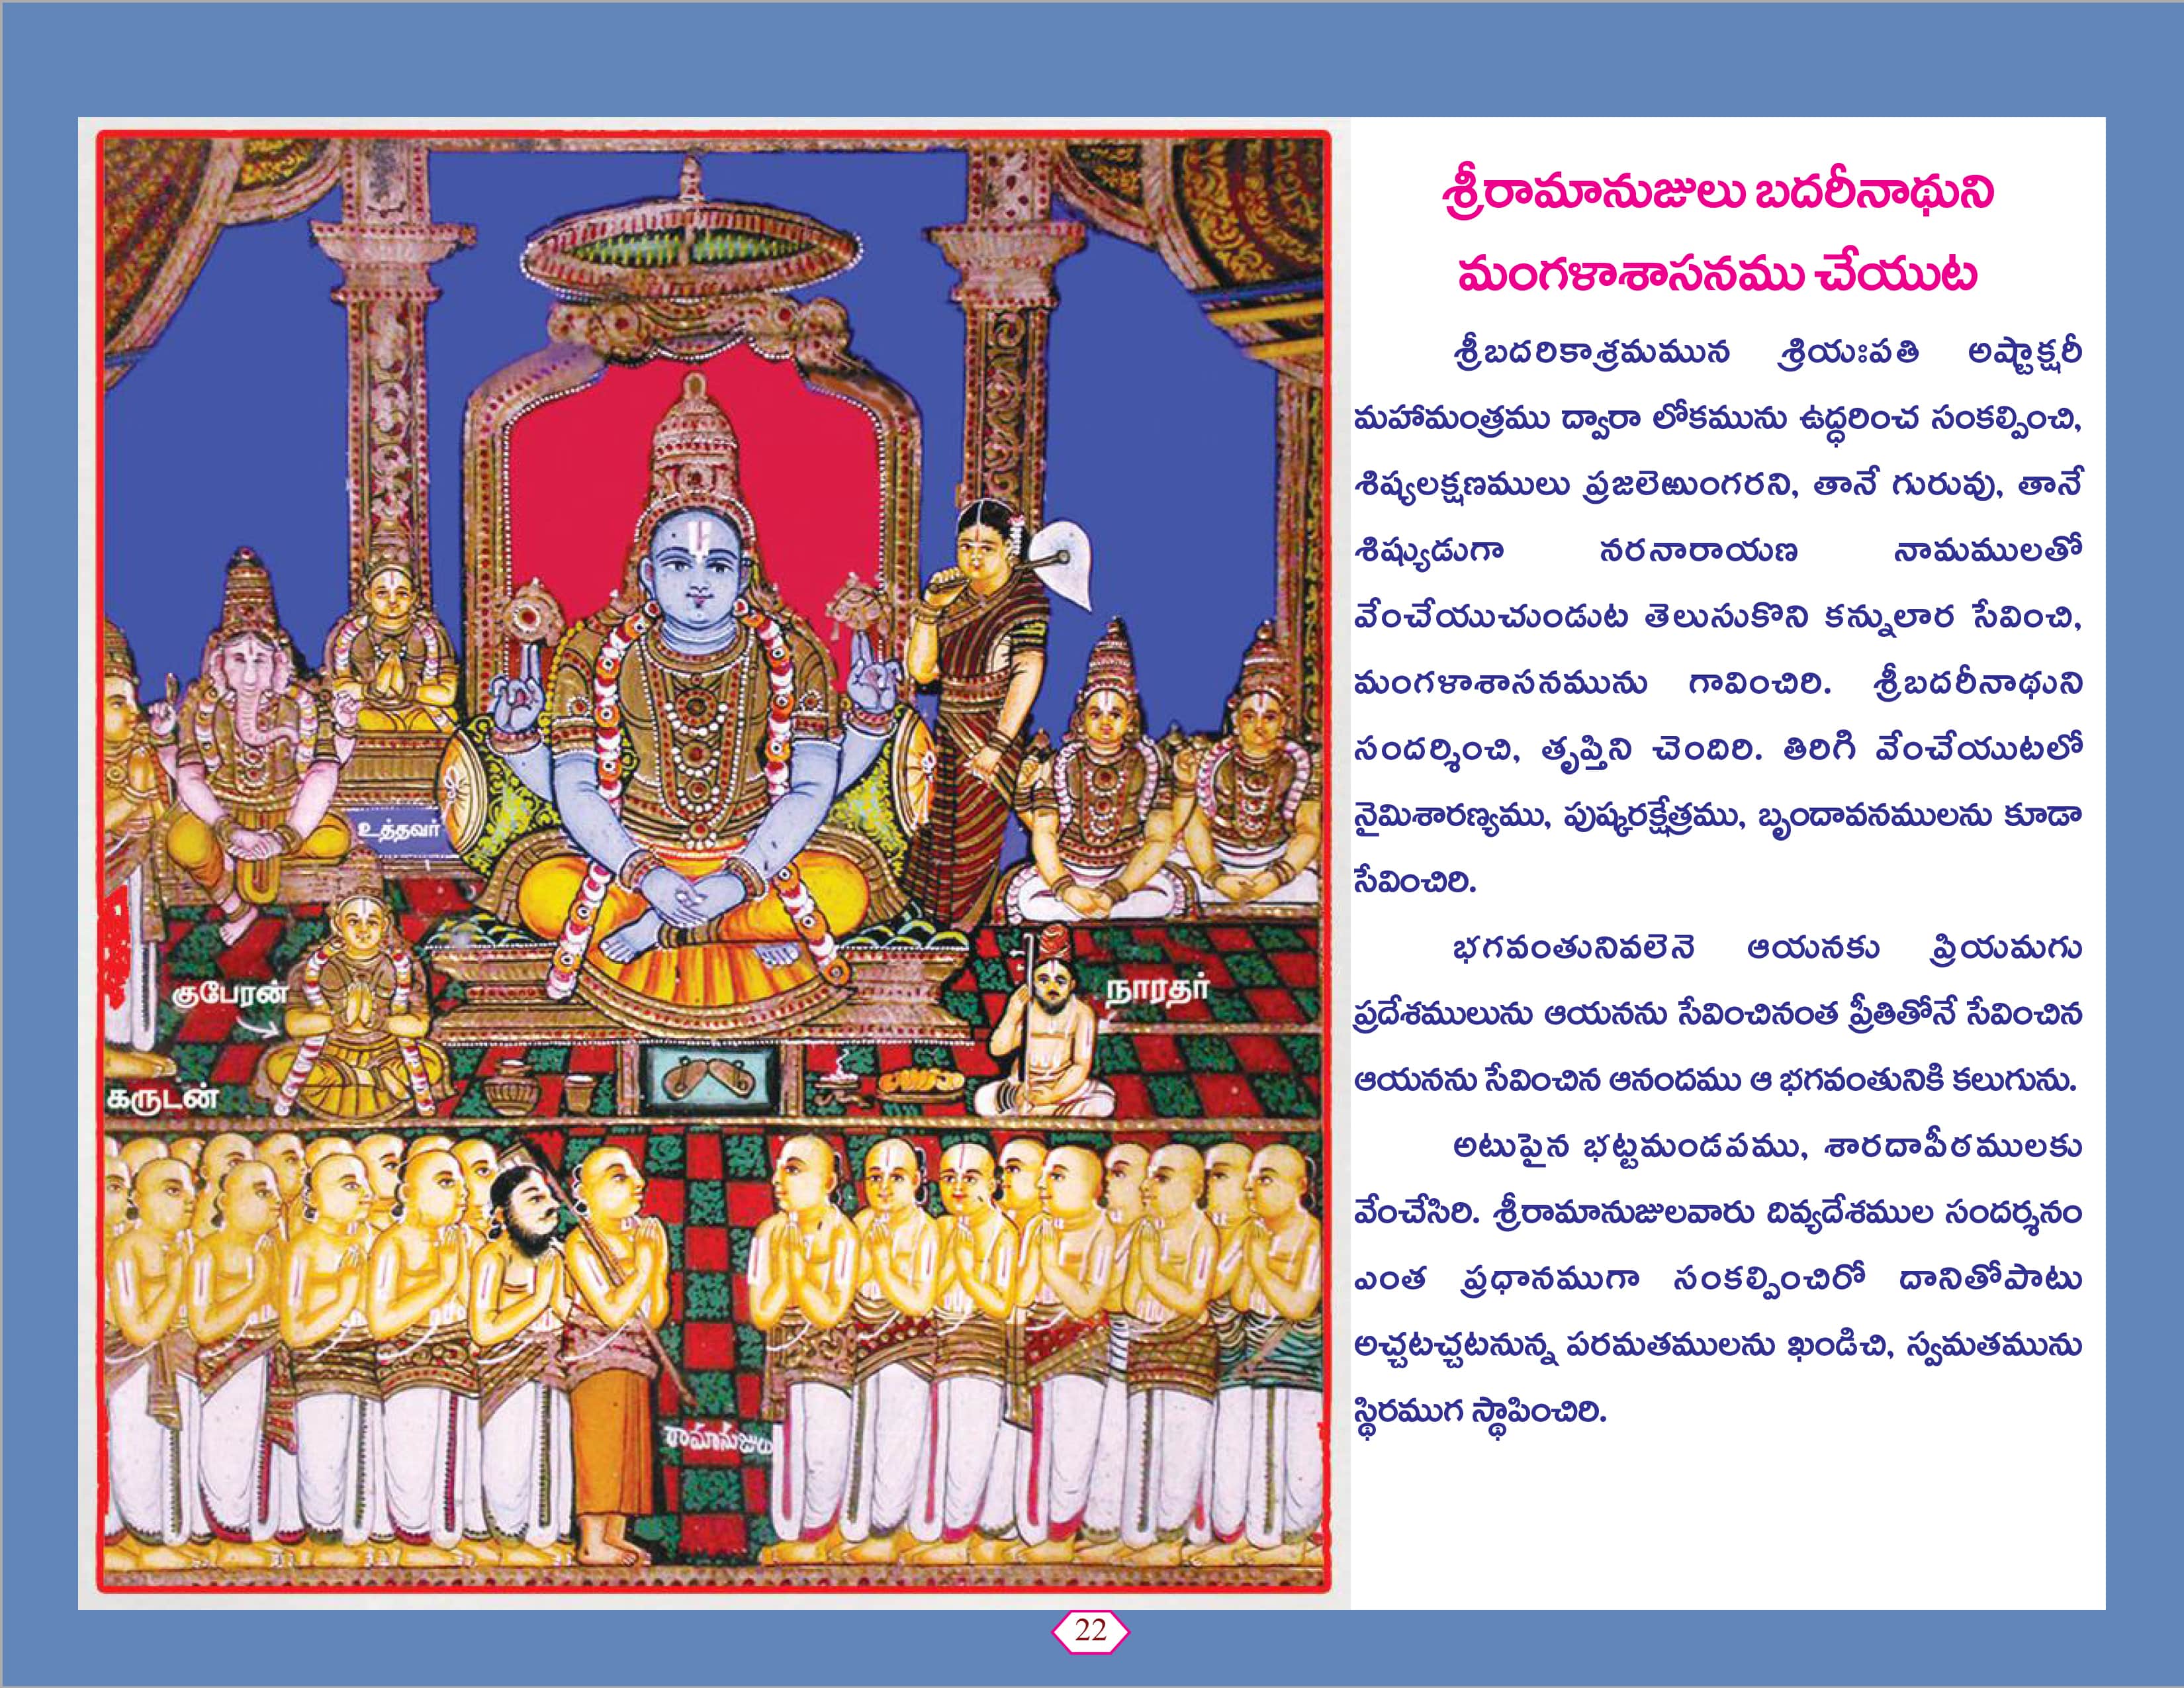 శ్రీరామానుజులు బదరీనాథుని
మంగళాశాసనము చేయుట
శ్రీబదరికాశ్రమమున శ్రియఃపతి అష్టాక్షరీ
మహామంత్రము ద్వారా లోకమును ఉద్ధరించ సంకల్పించి,
శిష్యలక్షణములు ప్రజలెఱుంగరని, తానే గురువు, తానే
శిష్యుడుగా నరనారాయణ నామములతో
వేంచేయుచుండుట తెలుసుకొని కన్నులార సేవించి,
మంగళాశాసనమును గావించిరి. శ్రీబదరీనాథుని
సందర్శించి, తృప్తిని చెందిరి. తిరిగి వేంచేయుటలో
నైమిశారణ్యము, పుష్కరక్షేత్రము, బృందావనములను కూడా
సేవించిరి.
భగవంతునివలెనె ఆయనకు ప్రియమగు
ప్రదేశములును ఆయనను సేవించినంత ప్రీతితోనే సేవించిన
ఆయనను సేవించిన ఆనందము ఆ భగవంతునికి కలుగును.
అటుపైన భట్టమండపము, శారదాపీఠములకు
వేంచేసిరి. శ్రీరామానుజులవారు దివ్యదేశముల సందర్శనం
ఎంత ప్రధానముగా సంకల్పించిరో దానితోపాటు
అచ్చటచ్చటనున్న పరమతములను ఖండిచి, స్వమతమును
స్థిరముగ స్థాపించిరి.
உத்தவர்
குபேரன்
நாரதர்
கருடன்
రామానుజులు
22